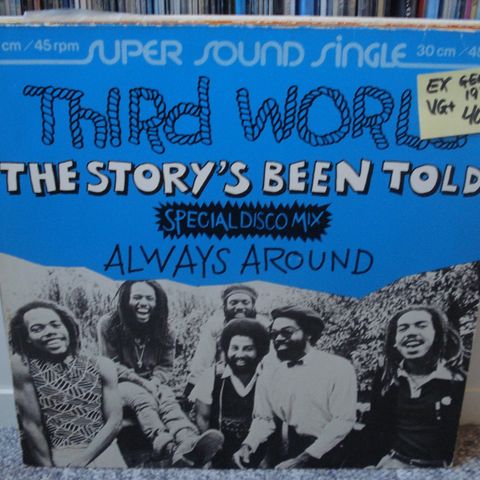 cm/45 rpm SUPER SOUND SINGLE 30 cm/45
THIRD WORL
THE STORY'S BEEN TOLD
SPECIAL DISCO MIX
ALWAYS AROUND
EX
VG+